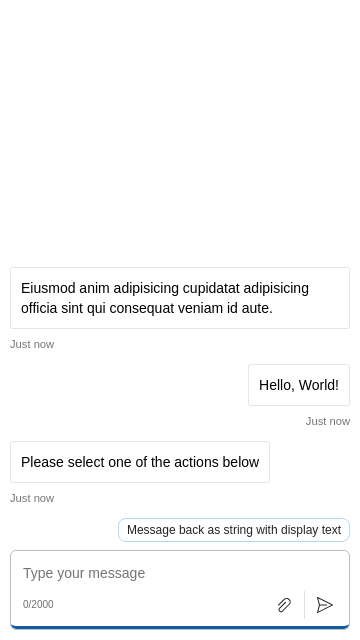 Eiusmod anim adipisicing cupidatat adipisicing
officia sint qui consequat veniam id aute.
Just now
Hello, World!
Just now
Please select one of the actions below
Just now
Message back as string with display text
Type your message
0/2000